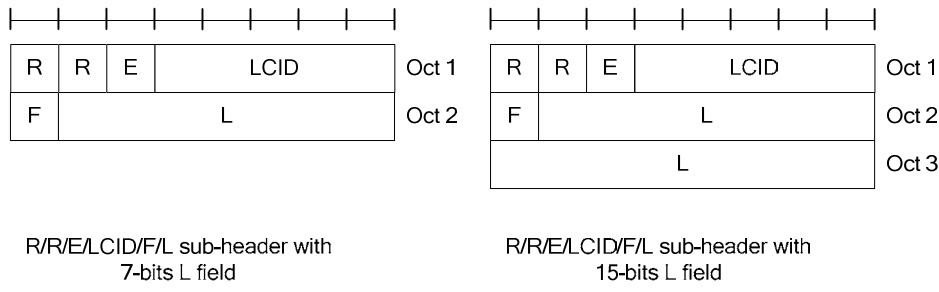 R R E LCID Oct 1
F L Oct 2
R/R/E/LCID/F/L sub-header with
7-bits L field
R R E LCID Oct 1
F L Oct 2
L Oct 3
R/R/E/LCID/F/L sub-header with
15-bits L field